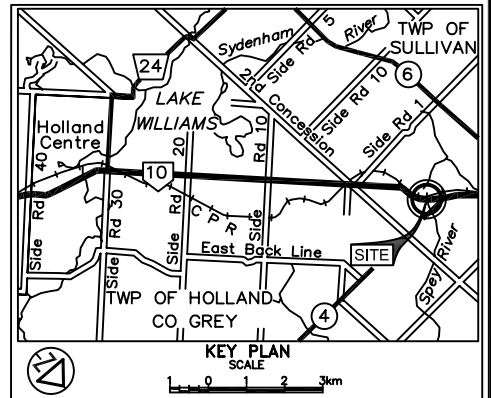 TWP OF
SULLIVAN
Sydenham River
Side Rd 5
24
6
2nd Concession
Side Rd 10
Side Rd 1
LAKE
WILLIAMS
Holland
Centre
Side Rd 40
Side Rd 30
Side Rd 20
Side Rd 10
10
CPR
East Back Line
SITE
Spey River
TWP OF HOLLAND
CO GREY
4
KEY PLAN
SCALE
1 0 1 2 3km